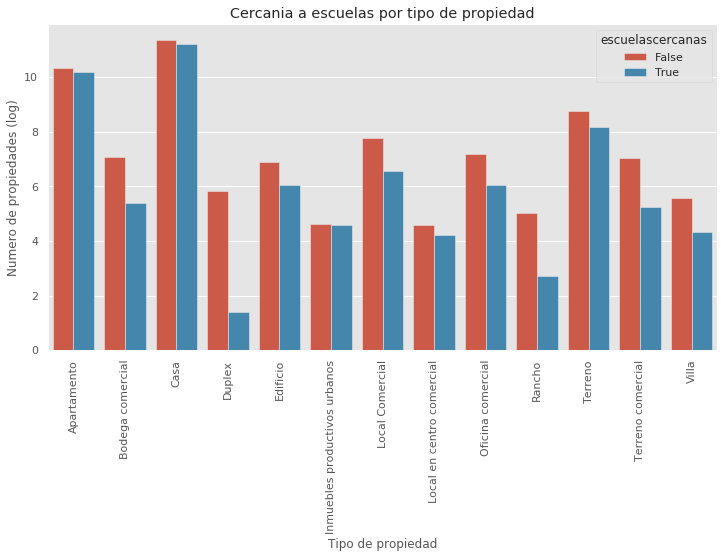 Cercania a escuelas por tipo de propiedad
escuelascercanas
False
True
Numero de propiedades (log)
10
8
6
4
2
0
Apartamento
Bodega comercial
Casa
Duplex
Edificio
Inmuebles productivos urbanos
Local Comercial
Local en centro comercial
Oficina comercial
Rancho
Terreno
Terreno comercial
Villa
Tipo de propiedad